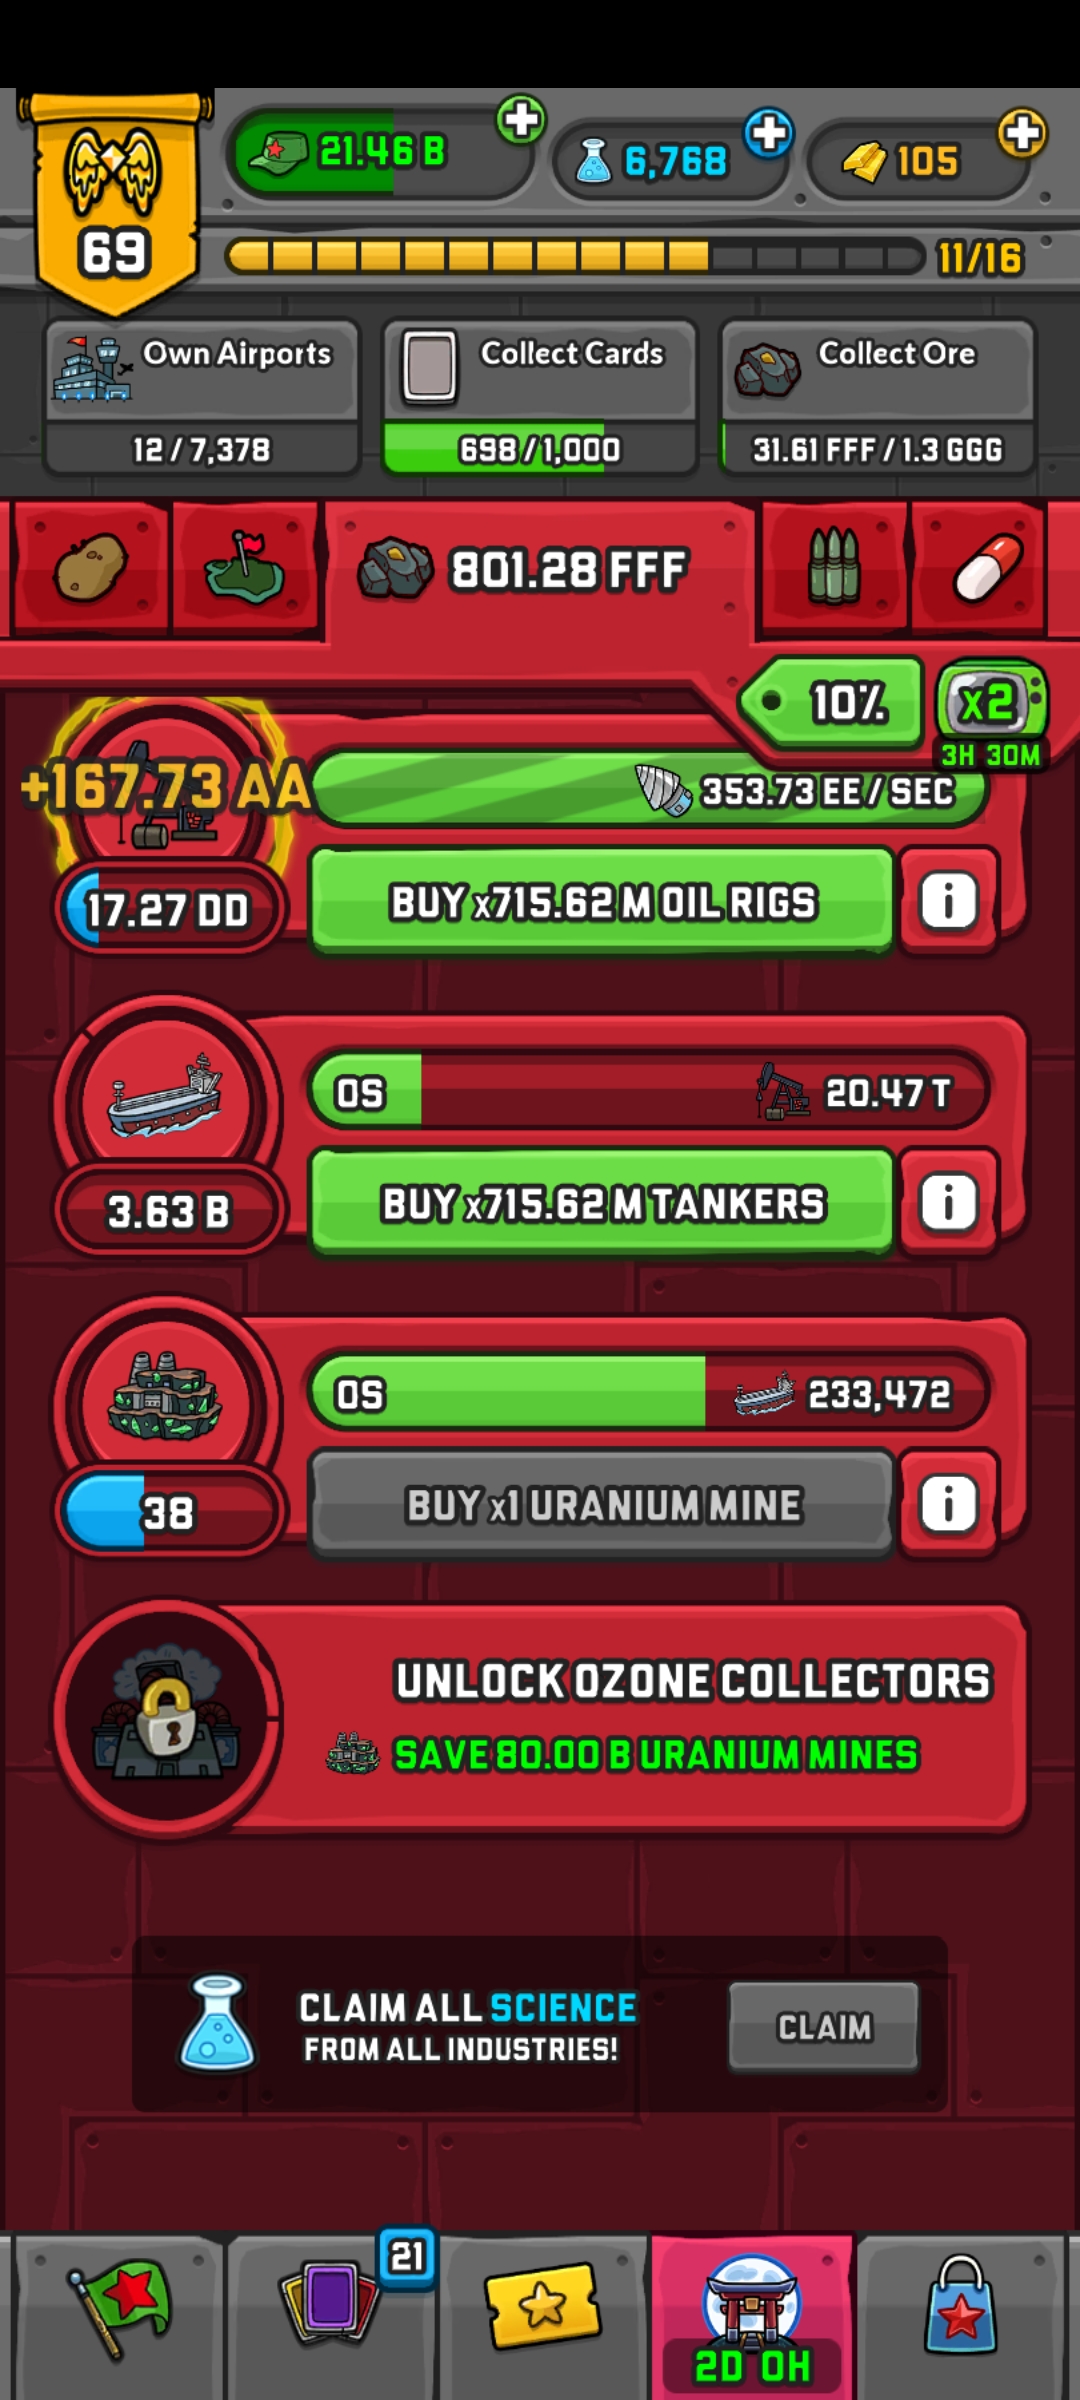 69
21.46 B
6,768
105
11/16
Own Airports
12/7,378
Collect Cards
698/1,000
Collect Ore
31.61 FFF/1.3 GGG
801.28 FFF
10%
x2
3H 30M
+167.73 AA
353.73 EE/SEC
17.27 DD
BUY x715.62 M OIL RIGS
i
0S
20.47 T
3.63 B
BUY x715.62 M TANKERS
i
0S
233,472
38
BUY x1 URANIUM MINE
i
UNLOCK OZONE COLLECTORS
SAVE 80.00 B URANIUM MINES
CLAIM ALL SCIENCE
FROM ALL INDUSTRIES!
CLAIM
21
2D 0H